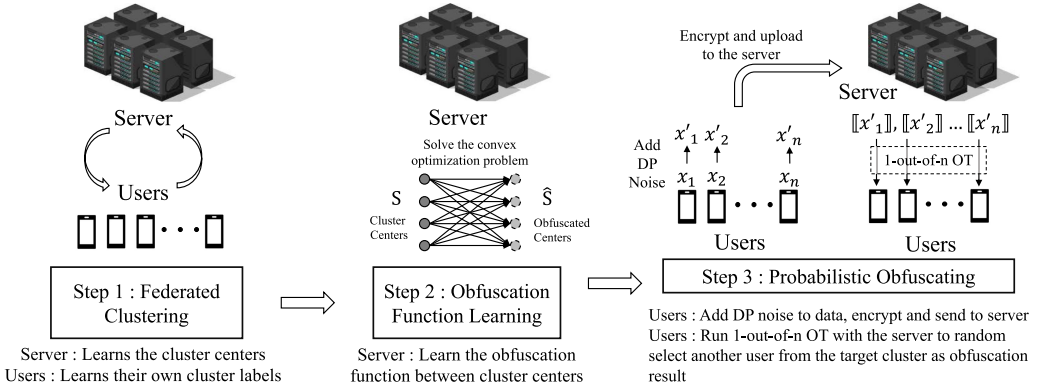 Server
Users
Step 1 : Federated
Clustering
Server : Learns the cluster centers
Users : Learns their own cluster labels
Server
Solve the convex
optimization problem
S
Ŝ
Cluster
Centers
Obfuscated
Centers
Step 2 : Obfuscation
Function Learning
Server : Learn the obfuscation
function between cluster centers
Encrypt and upload
to the server
Server
x'₁ x'₂ x'ₙ
Add
DP
Noise
x₁ x₂ xₙ
Users
⟦x'₁⟧, ⟦x'₂⟧ ... ⟦x'ₙ⟧
1-out-of-n OT
Users
Step 3 : Probabilistic Obfuscating
Users : Add DP noise to data, encrypt and send to server
Users : Run 1-out-of-n OT with the server to random
select another user from the target cluster as obfuscation
result